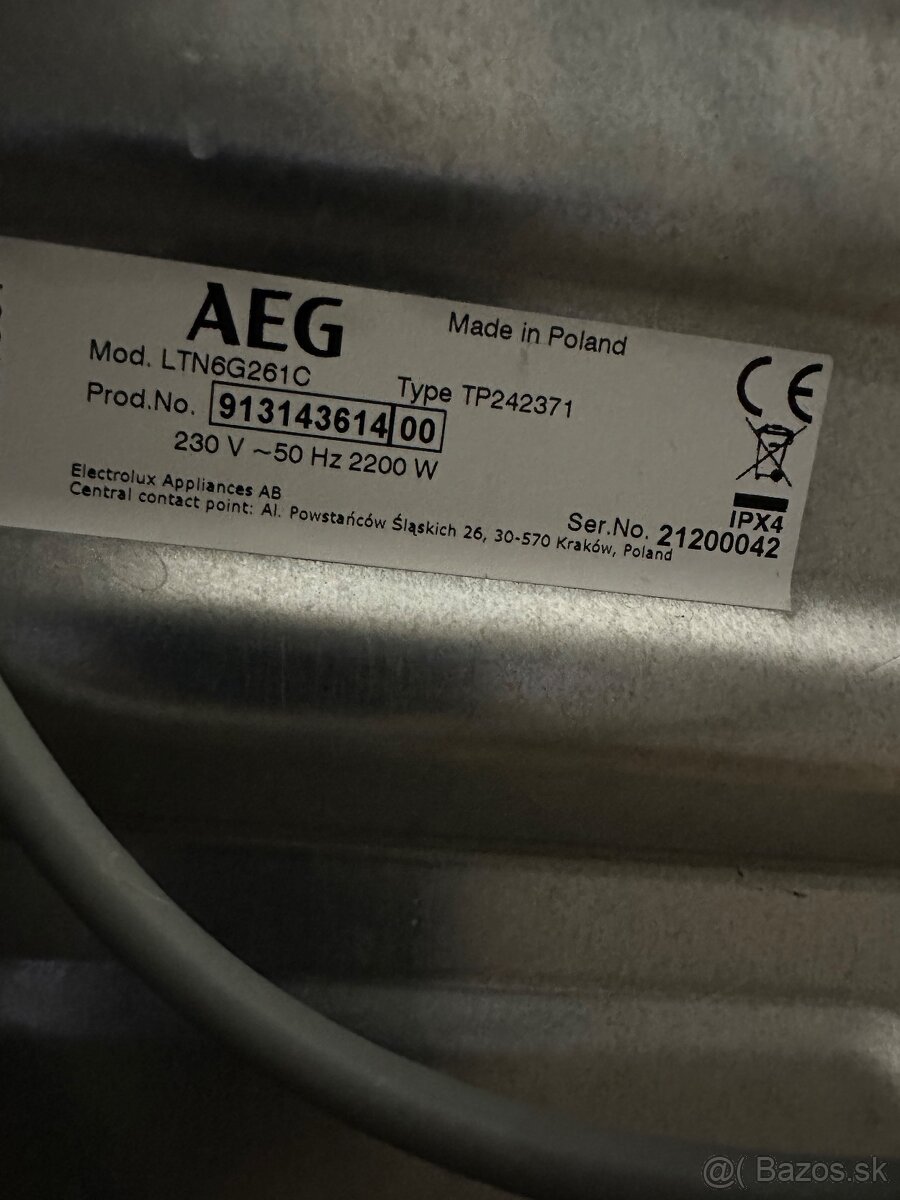 AEG
Made in Poland
Mod. LTN6G261C
Type TP242371
Prod.No. 913143614 00
230 V ~50 Hz 2200 W
Electrolux Appliances AB
Central contact point: Al. Powstańców Śląskich 26, 30-570 Kraków, Poland
CE
IPX4
Ser.No. 21200042
@( Bazos.sk